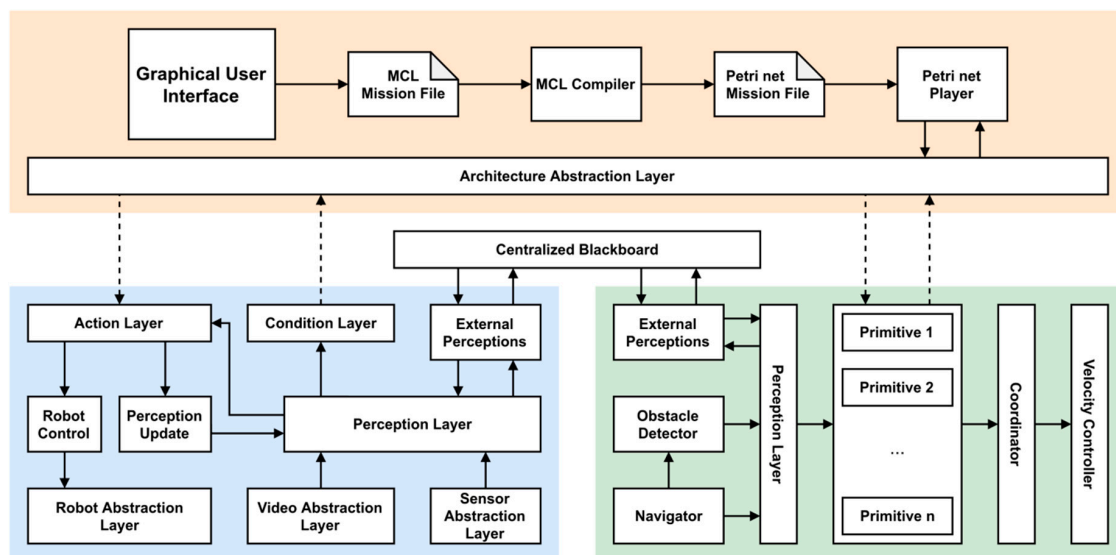 Graphical User
Interface
MCL
Mission File
MCL Compiler
Petri net
Mission File
Petri net
Player
Architecture Abstraction Layer
Centralized Blackboard
Action Layer
Condition Layer
External
Perceptions
Robot
Control
Perception
Update
Perception Layer
Robot Abstraction
Layer
Video Abstraction
Layer
Sensor
Abstraction
Layer
External
Perceptions
Obstacle
Detector
Navigator
Perception Layer
Primitive 1
Primitive 2
...
Primitive n
Coordinator
Velocity Controller